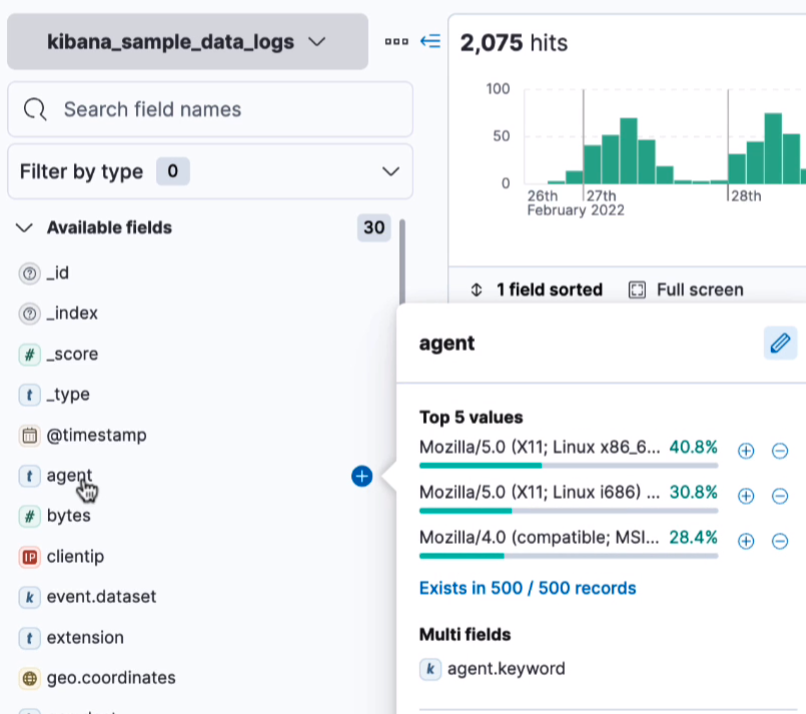 kibana_sample_data_logs
2,075 hits
Search field names
Filter by type 0
Available fields 30
_id
_index
# _score
t _type
@timestamp
t agent
# bytes
IP clientip
k event.dataset
t extension
geo.coordinates
100
50
0
26th 27th 28th
February 2022
1 field sorted Full screen
agent
Top 5 values
Mozilla/5.0 (X11; Linux x86_6... 40.8%
Mozilla/5.0 (X11; Linux i686) ... 30.8%
Mozilla/4.0 (compatible; MSI... 28.4%
Exists in 500 / 500 records
Multi fields
k agent.keyword